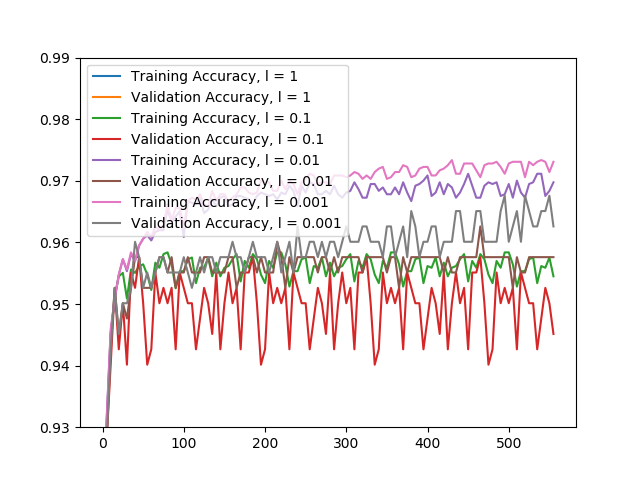 0.99
0.98
0.97
0.96
0.95
0.94
0.93
Training Accuracy, l = 1
Validation Accuracy, l = 1
Training Accuracy, l = 0.1
Validation Accuracy, l = 0.1
Training Accuracy, l = 0.01
Validation Accuracy, l = 0.01
Training Accuracy, l = 0.001
Validation Accuracy, l = 0.001
0 100 200 300 400 500